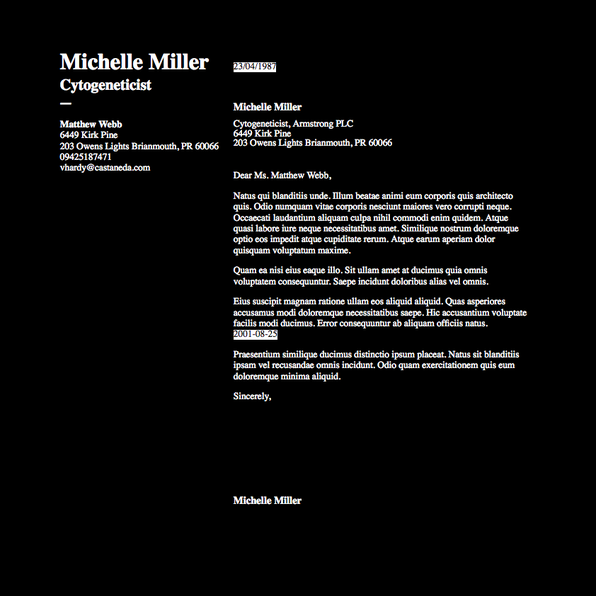 Michelle Miller
Cytogeneticist
—
Matthew Webb
6449 Kirk Pine
203 Owens Lights Brianmouth, PR 60066
09425187471
vhardy@castaneda.com
23/04/1987
Michelle Miller
Cytogeneticist, Armstrong PLC
6449 Kirk Pine
203 Owens Lights Brianmouth, PR 60066
Dear Ms. Matthew Webb,
Natus qui blanditiis unde. Illum beatae animi eum corporis quis architecto
quis. Odio numquam vitae corporis nesciunt maiores vero corrupti neque.
Occaecati laudantium aliquam culpa nihil commodi enim quidem. Atque
quasi labore iure neque necessitatibus amet. Similique nostrum doloremque
optio eos impedit atque cupiditate rerum. Atque earum aperiam dolor
quisquam voluptatum maxime.
Quam ea nisi eius eaque illo. Sit ullam amet at ducimus quia omnis
voluptatem consequuntur. Saepe incidunt doloribus alias vel omnis.
Eius suscipit magnam ratione ullam eos aliquid aliquid. Quas asperiores
accusamus modi doloremque necessitatibus saepe. Hic accusantium voluptate
facilis modi ducimus. Error consequuntur ab aliquam officiis natus.
2001-08-25
Praesentium similique ducimus distinctio ipsum placeat. Natus sit blanditiis
ipsam vel recusandae omnis incidunt. Odio quam exercitationem quis eum
doloremque minima aliquid.
Sincerely,
Michelle Miller